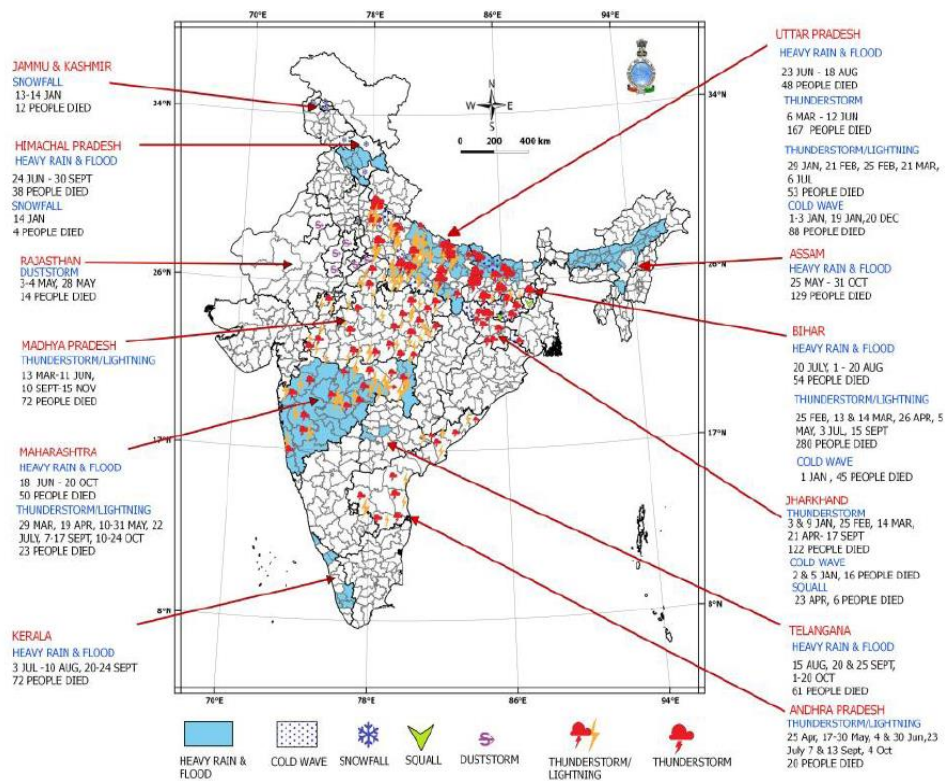 70°E
78°E
86°E
94°E
JAMMU & KASHMIR
SNOWFALL
13-14 JAN
12 PEOPLE DIED
HIMACHAL PRADESH
HEAVY RAIN & FLOOD
24 JUN - 30 SEPT
38 PEOPLE DIED
SNOWFALL
14 JAN
4 PEOPLE DIED
RAJASTHAN
DUSTSTORM
3-4 MAY, 28 MAY
14 PEOPLE DIED
MADHYA PRADESH
THUNDERSTORM/LIGHTNING
13 MAR-11 JUN,
10 SEPT-15 NOV
72 PEOPLE DIED
MAHARASHTRA
HEAVY RAIN & FLOOD
18 JUN - 20 OCT
50 PEOPLE DIED
THUNDERSTORM/LIGHTNING
29 MAR, 19 APR, 10-31 MAY, 22
JULY, 7-17 SEPT, 10-24 OCT
23 PEOPLE DIED
KERALA
HEAVY RAIN & FLOOD
3 JUL -10 AUG, 20-24 SEPT
72 PEOPLE DIED
34°N
26°N
17°N
8°N
N
W E
S
0 200 400 km
34°N
26°N
17°N
8°N
UTTAR PRADESH
HEAVY RAIN & FLOOD
23 JUN - 18 AUG
48 PEOPLE DIED
THUNDERSTORM
6 MAR - 12 JUN
167 PEOPLE DIED
THUNDERSTORM/LIGHTNING
29 JAN, 21 FEB, 25 FEB, 21 MAR,
6 JUL
53 PEOPLE DIED
COLD WAVE
1-3 JAN, 19 JAN,20 DEC
88 PEOPLE DIED
ASSAM
HEAVY RAIN & FLOOD
25 MAY - 31 OCT
129 PEOPLE DIED
BIHAR
HEAVY RAIN & FLOOD
20 JULY, 1 - 20 AUG
54 PEOPLE DIED
THUNDERSTORM/LIGHTNING
25 FEB, 13 & 14 MAR, 26 APR, 5
MAY, 3 JUL, 15 SEPT
280 PEOPLE DIED
COLD WAVE
1 JAN , 45 PEOPLE DIED
JHARKHAND
THUNDERSTORM
3 & 9 JAN, 25 FEB, 14 MAR,
21 APR- 17 SEPT
122 PEOPLE DIED
COLD WAVE
2 & 5 JAN, 16 PEOPLE DIED
SQUALL
23 APR, 6 PEOPLE DIED
TELANGANA
HEAVY RAIN & FLOOD
15 AUG, 20 & 25 SEPT,
1-20 OCT
61 PEOPLE DIED
ANDHRA PRADESH
THUNDERSTORM/LIGHTNING
25 Apr, 17-30 May, 4 & 30 Jun,23
July 7 & 13 Sept, 4 Oct
20 PEOPLE DIED
70°E
78°E
86°E
94°E
HEAVY RAIN &
FLOOD
COLD WAVE
SNOWFALL
SQUALL
DUSTSTORM
THUNDERSTORM/
LIGHTNING
THUNDERSTORM